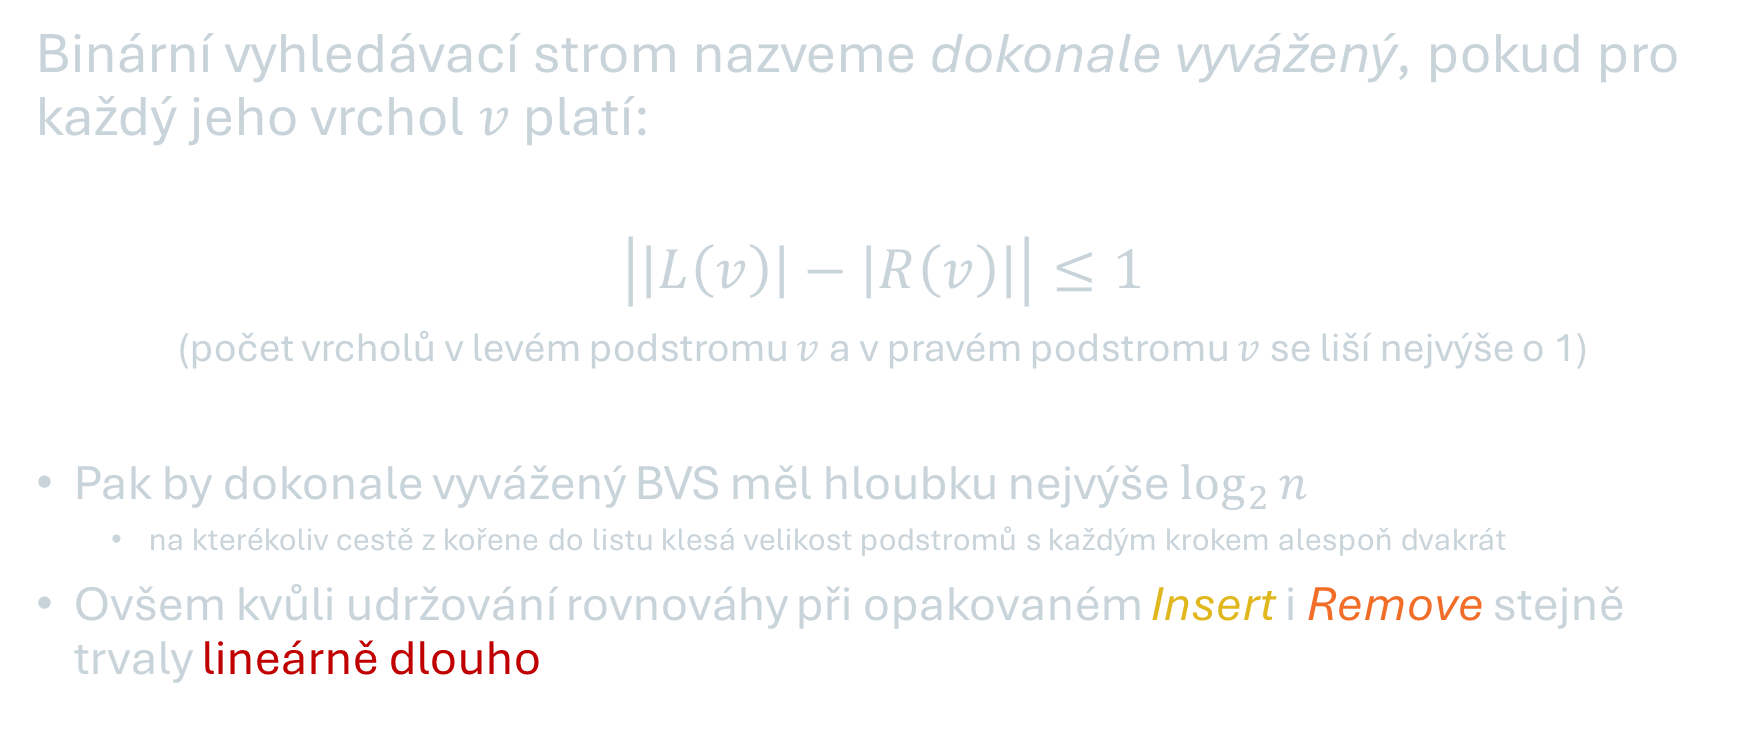 Binární vyhledávací strom nazveme dokonale vyvážený, pokud pro
každý jeho vrchol 𝑣 platí:
||𝐿(𝑣)| − |𝑅(𝑣)|| ≤ 1
(počet vrcholů v levém podstromu 𝑣 a v pravém podstromu 𝑣 se liší nejvýše o 1)
• Pak by dokonale vyvážený BVS měl hloubku nejvýše log₂ 𝑛
• na kterékoliv cestě z kořene do listu klesá velikost podstromů s každým krokem alespoň dvakrát
• Ovšem kvůli udržování rovnováhy při opakovaném Insert i Remove stejně
trvaly lineárně dlouho